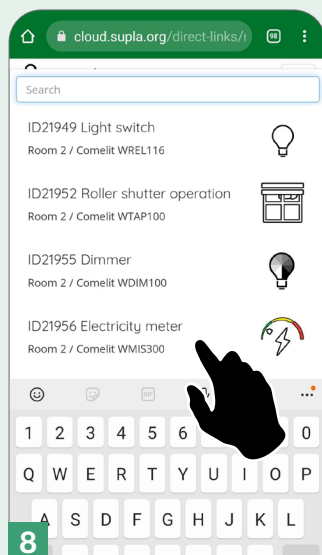 cloud.supla.org/direct-links/
98
Search
ID21949 Light switch
Room 2 / Comelit WREL116
ID21952 Roller shutter operation
Room 2 / Comelit WTAP100
ID21955 Dimmer
Room 2 / Comelit WDIM100
ID21956 Electricity meter
Room 2 / Comelit WMIS300
GIF
1 2 3 4 5 6 0
Q W E R T Y U I O P
A S D F G H J K L
8